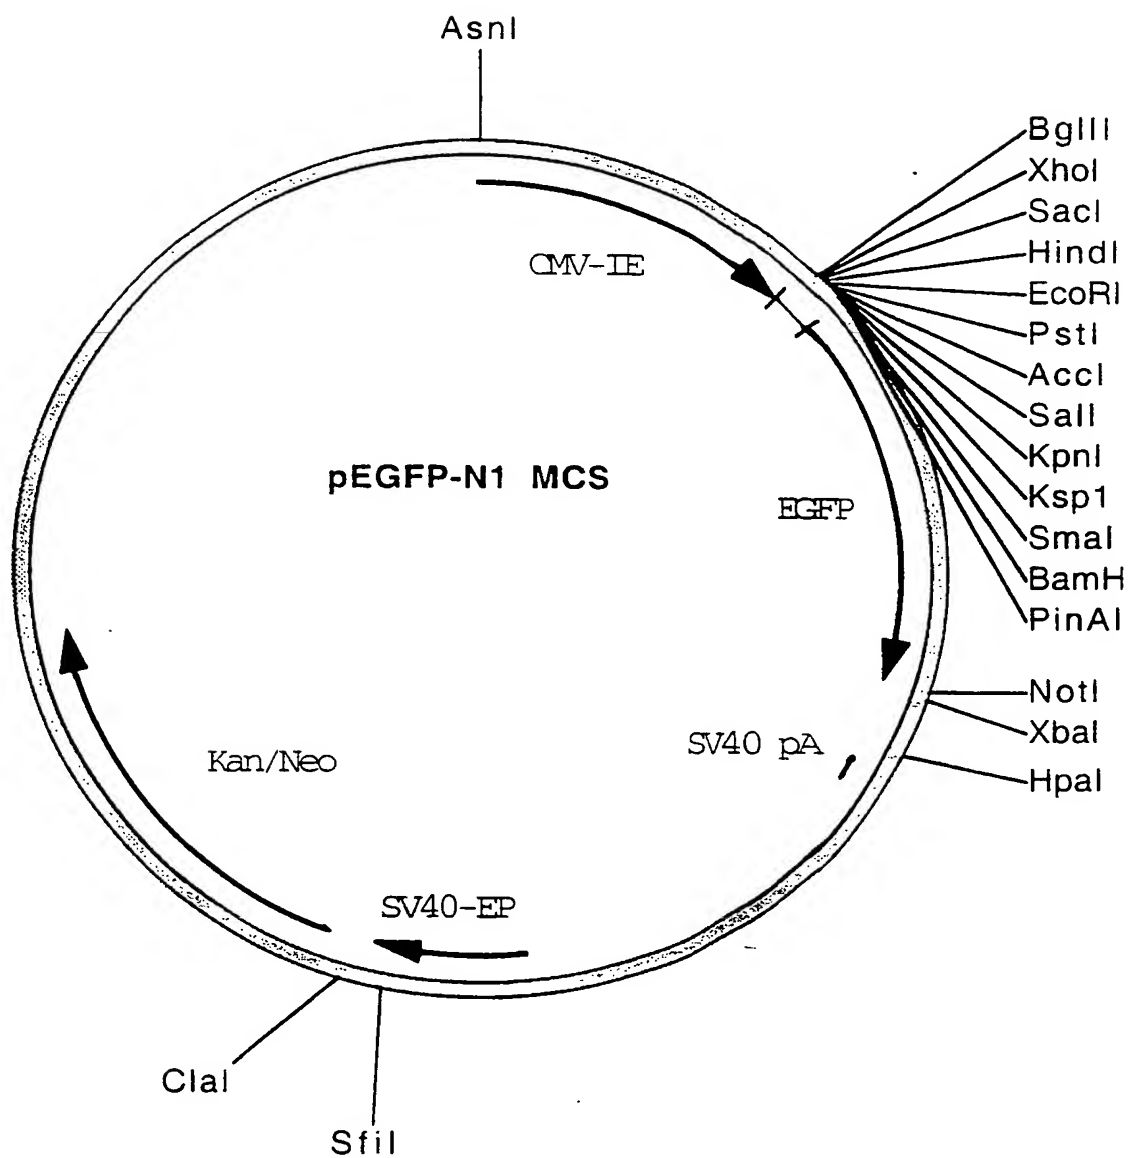 AsnI
BglII
XhoI
SacI
HindI
EcoRI
PstI
AccI
SalI
KpnI
Ksp1
SmaI
BamH
PinAI
NotI
XbaI
HpaI
CMV-IE
pEGFP-N1 MCS
EGFP
SV40 pA
Kan/Neo
SV40-EP
ClaI
SfiI